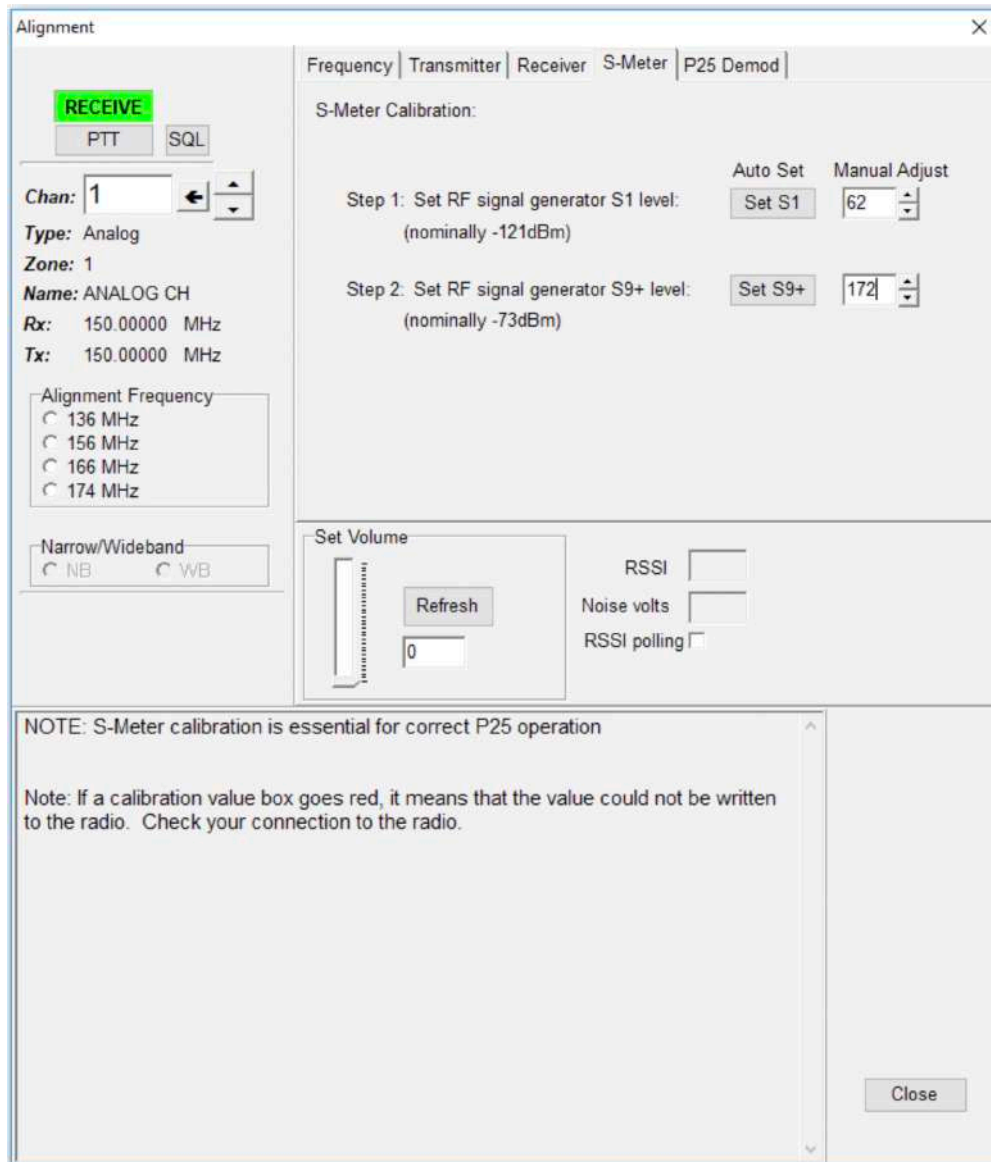 Alignment
Frequency Transmitter Receiver S-Meter P25 Demod
RECEIVE
PTT SQL
Chan: 1
Type: Analog
Zone: 1
Name: ANALOG CH
Rx: 150.00000 MHz
Tx: 150.00000 MHz
Alignment Frequency
136 MHz
156 MHz
166 MHz
174 MHz
Narrow/Wideband
NB WB
S-Meter Calibration:
Auto Set Manual Adjust
Step 1: Set RF signal generator S1 level: Set S1 62
(nominally -121dBm)
Step 2: Set RF signal generator S9+ level: Set S9+ 172
(nominally -73dBm)
Set Volume
Refresh
0
RSSI
Noise volts
RSSI polling
NOTE: S-Meter calibration is essential for correct P25 operation
Note: If a calibration value box goes red, it means that the value could not be written
to the radio. Check your connection to the radio.
Close